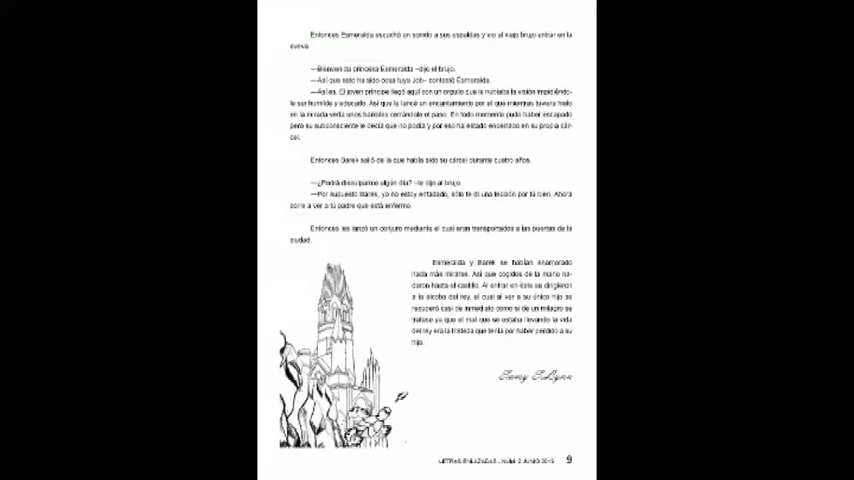 Entonces Esmeralda escuchó un sonido a sus espaldas y vio al viejo brujo entrar en la
cueva.
—Bienvenida princesa Esmeralda –dijo el brujo.
—Así que esto ha sido cosa tuya Job– contestó Esmeralda.
—Así es. El joven príncipe llegó aquí con un orgullo que le nublaba la visión impidiéndo-
le ser humilde y educado. Así que le lancé un encantamiento por el que mientras tuviera hielo
en la mirada vería unos barrotes cerrándole el paso. En todo momento pudo haber escapado
pero su subconsciente le decía que no podía y por eso ha estado encerrado en su propia cár-
cel.
Entonces Barek salió de la que había sido su cárcel durante cuatro años.
—¿Podrá disculparme algún día? –le dijo al brujo.
—Por supuesto Barek, yo no estoy enfadado, sólo te di una lección por tú bien. Ahora
corre a ver a tú padre que está enfermo.
Entonces les lanzó un conjuro mediante el cual eran transportados a las puertas de la
ciudad.
Esmeralda y Barek se habían enamorado
nada más mirarse. Así que cogidos de la mano
hasta el castillo. Al entrar en éste se dirigieron
a la alcoba del rey, el cual al ver a su único hijo se
recuperó casi de inmediato como si de un milagro se
tratase ya que el mal que se estaba llevando la vida
del rey era la tristeza que tenía por haber perdido a su
hijo.
LETRAS ENLAZADAS - NÚM. 2 JUNIO 9